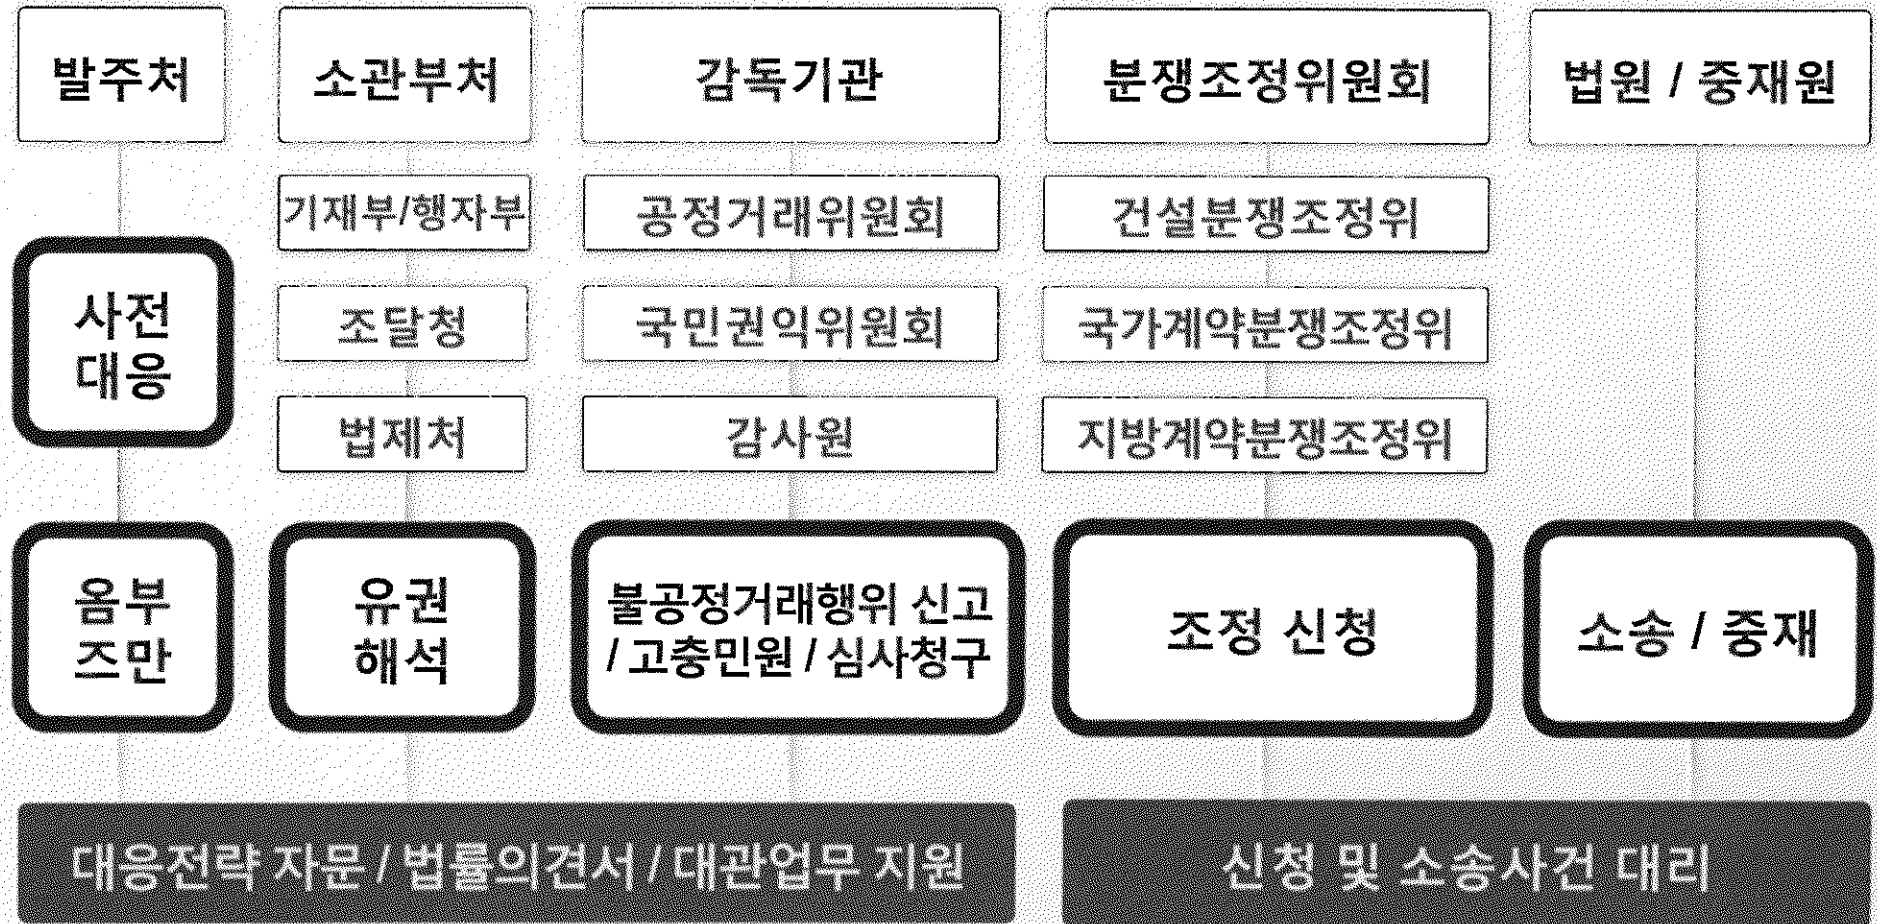 발주처
소관부처
감독기관
분쟁조정위원회
법원 / 중재원
기재부/행자부
공정거래위원회
건설분쟁조정위
사전
대응
조달청
국민권익위원회
국가계약분쟁조정위
법제처
감사원
지방계약분쟁조정위
옴부
즈만
유권
해석
불공정거래행위 신고
/ 고충민원 / 심사청구
조정 신청
소송 / 중재
대응전략 자문 / 법률의견서 / 대관업무 지원
신청 및 소송사건 대리